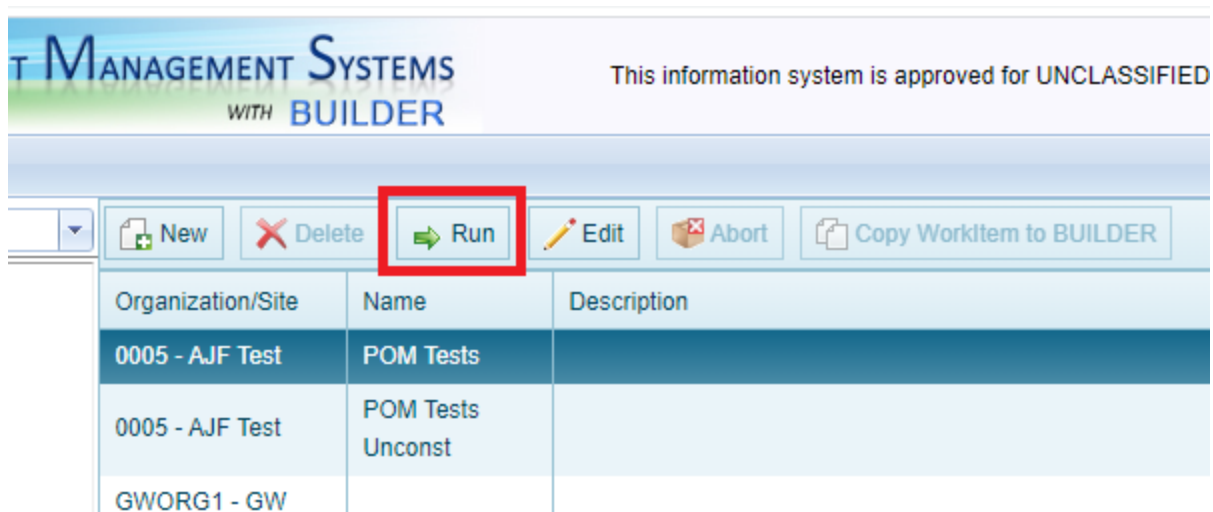 T MANAGEMENT SYSTEMS
WITH BUILDER
This information system is approved for UNCLASSIFIED
New Delete Run Edit Abort Copy WorkItem to BUILDER
Organization/Site Name Description
0005 - AJF Test POM Tests
0005 - AJF Test POM Tests
Unconst
GWORG1 - GW